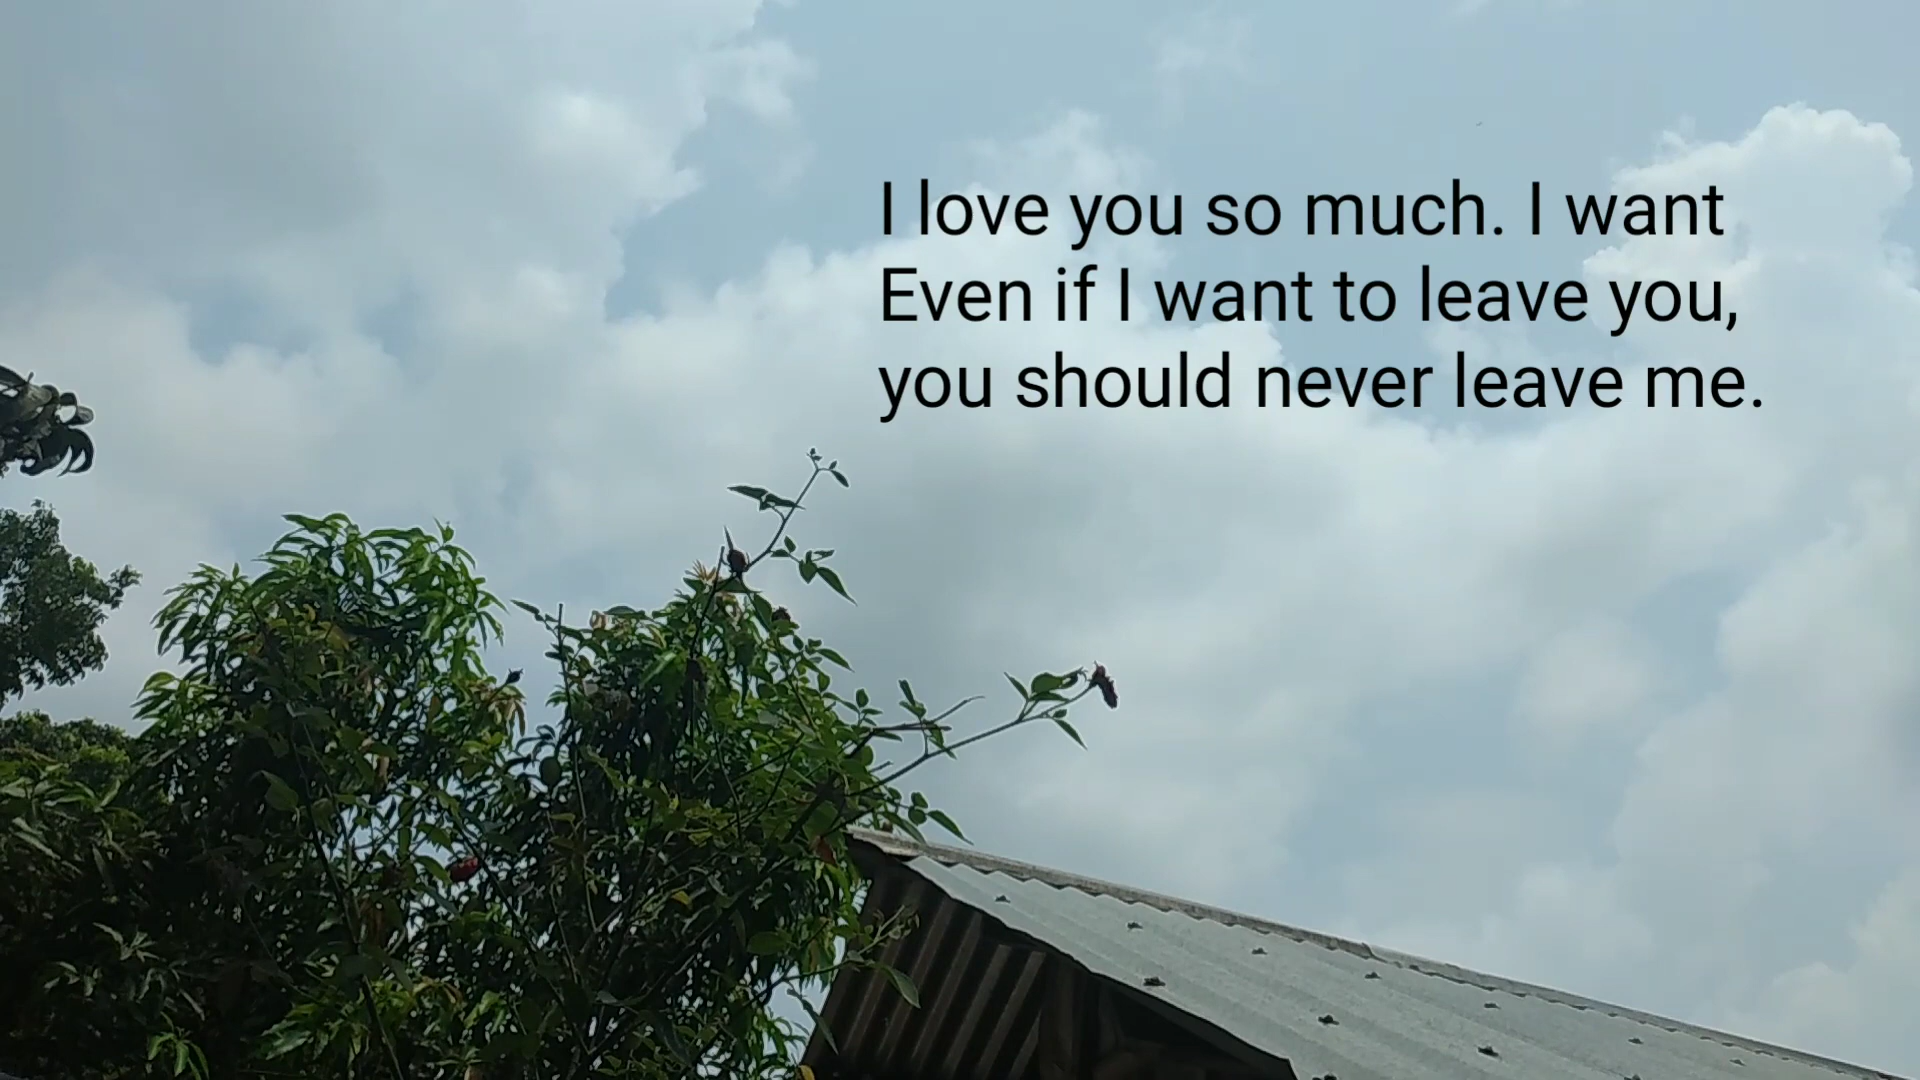 I love you so much. I want
Even if I want to leave you,
you should never leave me.